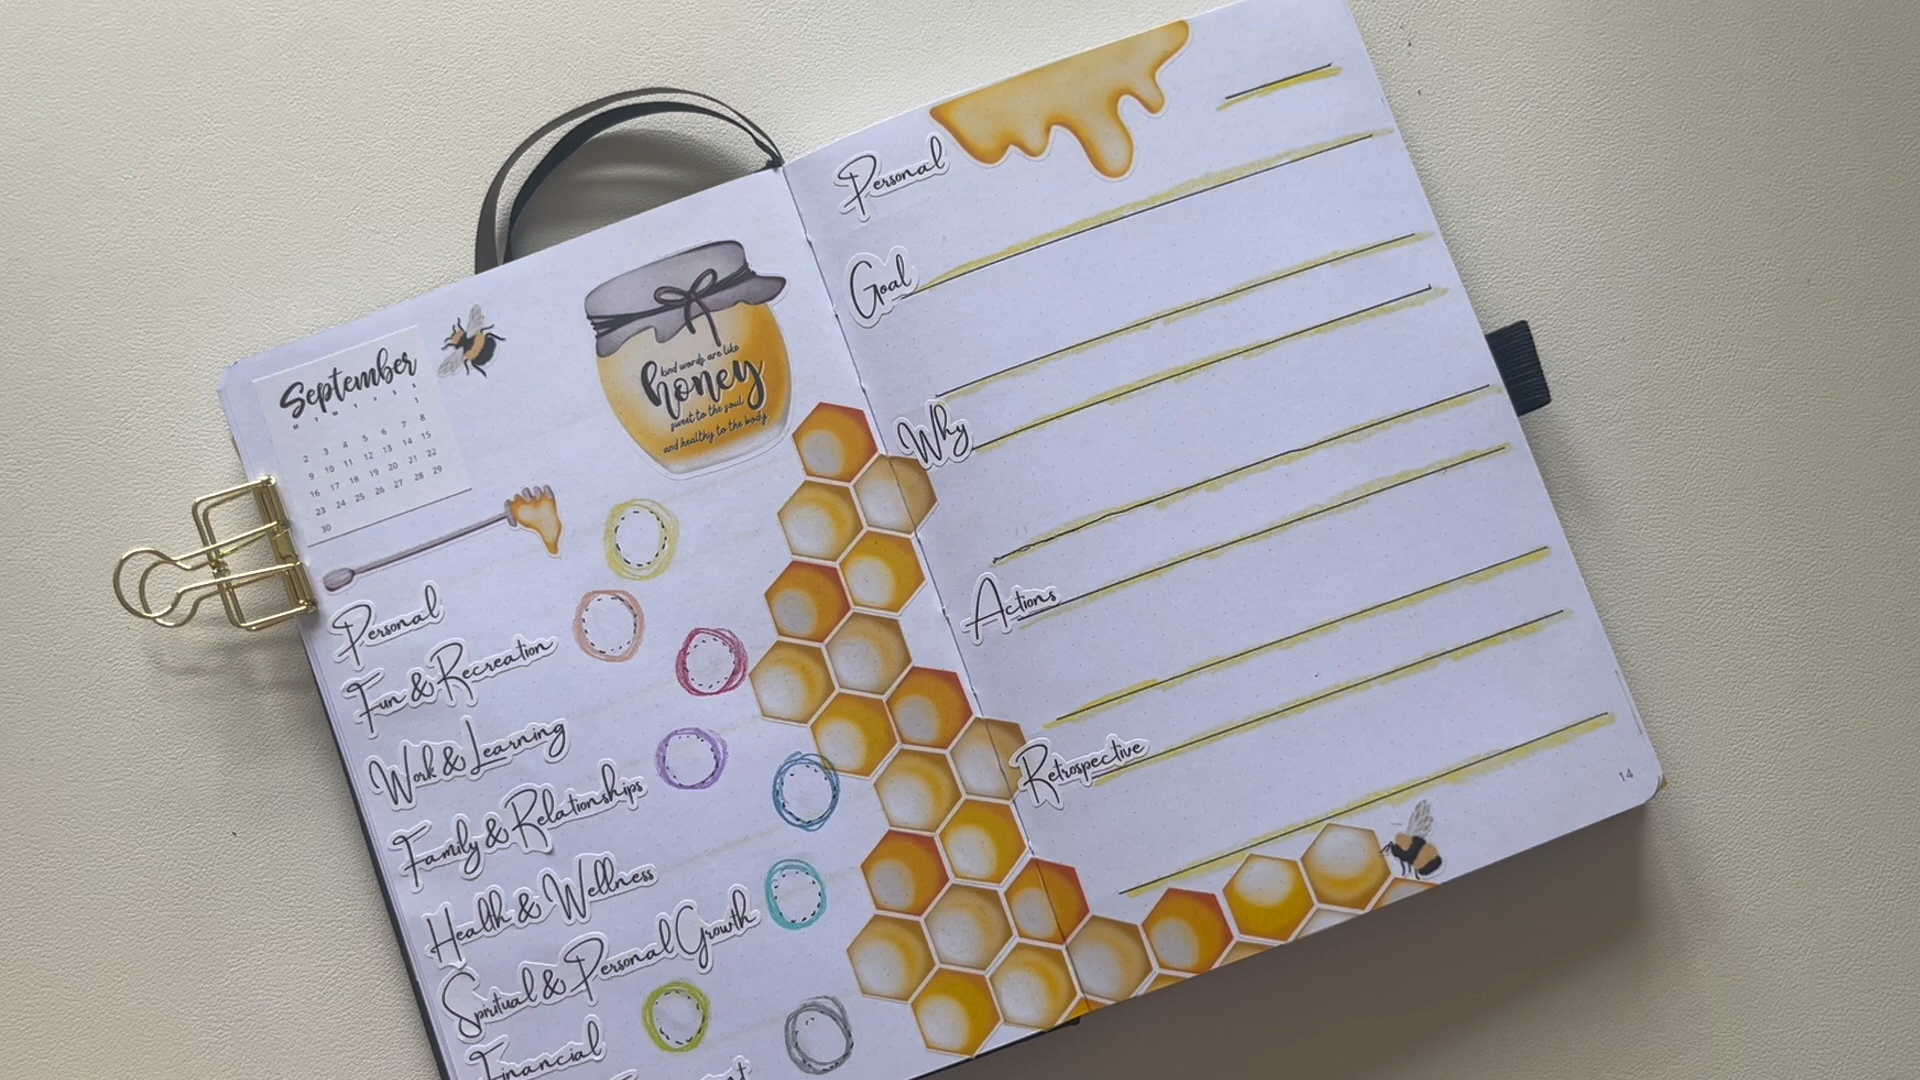 September
M T W T F S S
1
2 3 4 5 6 7 8
9 10 11 12 13 14 15
16 17 18 19 20 21 22
23 24 25 26 27 28 29
30
kind words are like
honey
sweet to the soul
and healthy to the body
Personal
Fun & Recreation
Work & Learning
Family & Relationships
Health & Wellness
Spiritual & Personal Growth
Financial
Personal
Goal
Why
Actions
Retrospective
14